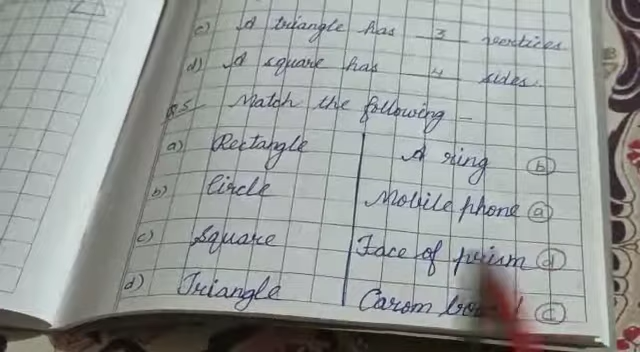 c) A triangle has 3 vertices
d) A square has 4 sides.
Q.5 Match the following -
a) Rectangle A ring (b)
b) Circle Mobile phone (a)
c) Square Face of prism (d)
d) Triangle Carom (c)